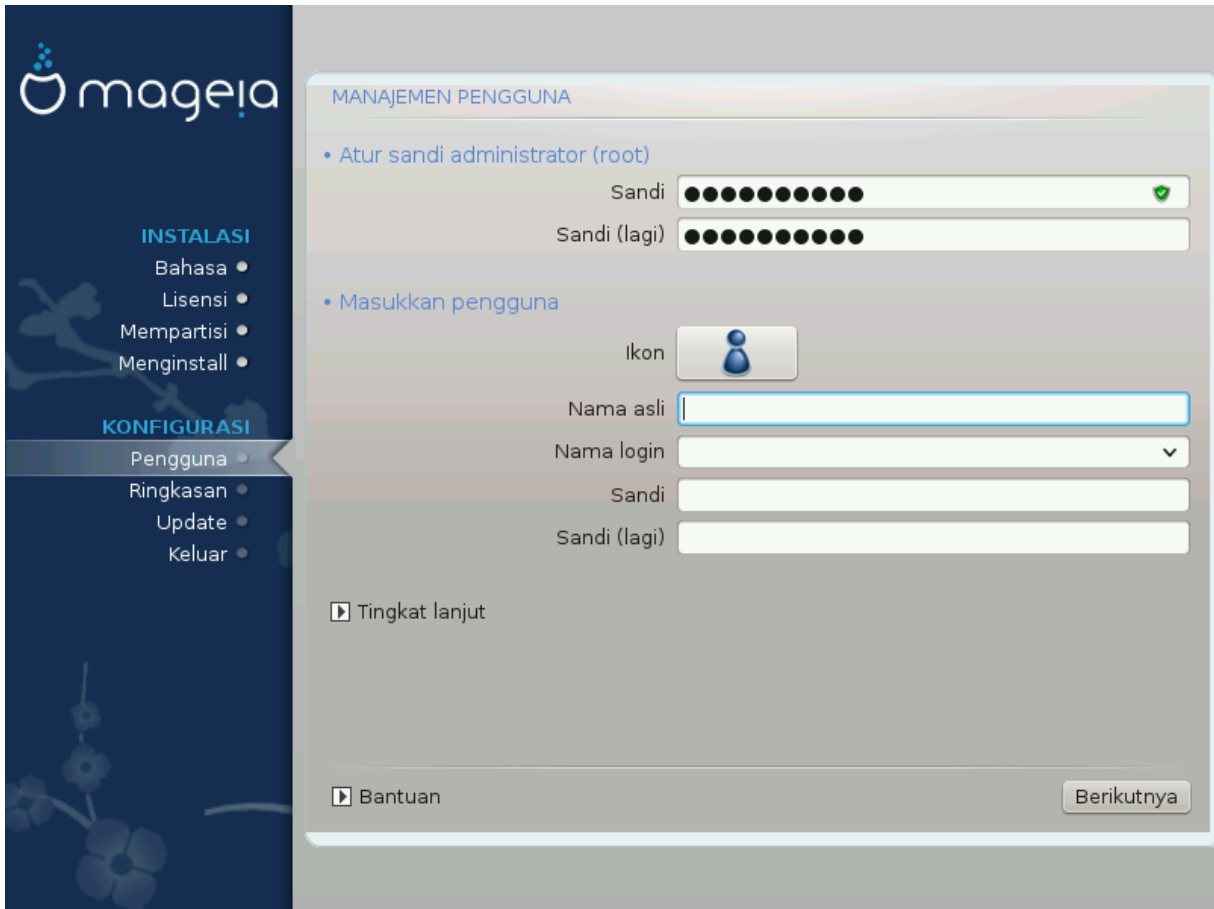 mageia
INSTALASI
Bahasa
Lisensi
Mempartisi
Menginstall
KONFIGURASI
Pengguna
Ringkasan
Update
Keluar
MANAJEMEN PENGGUNA
• Atur sandi administrator (root)
Sandi ●●●●●●●●●●
Sandi (lagi) ●●●●●●●●●●
• Masukkan pengguna
Ikon
Nama asli
Nama login
Sandi
Sandi (lagi)
Tingkat lanjut
Bantuan
Berikutnya